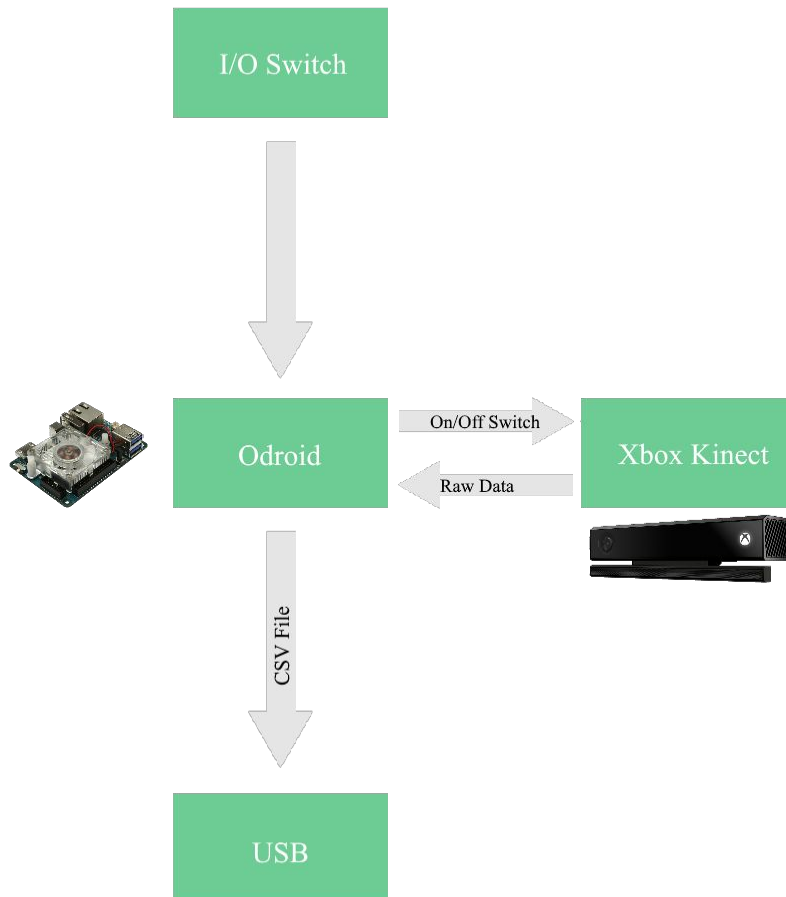 I/O Switch
Odroid
On/Off Switch
Xbox Kinect
Raw Data
CSV File
USB